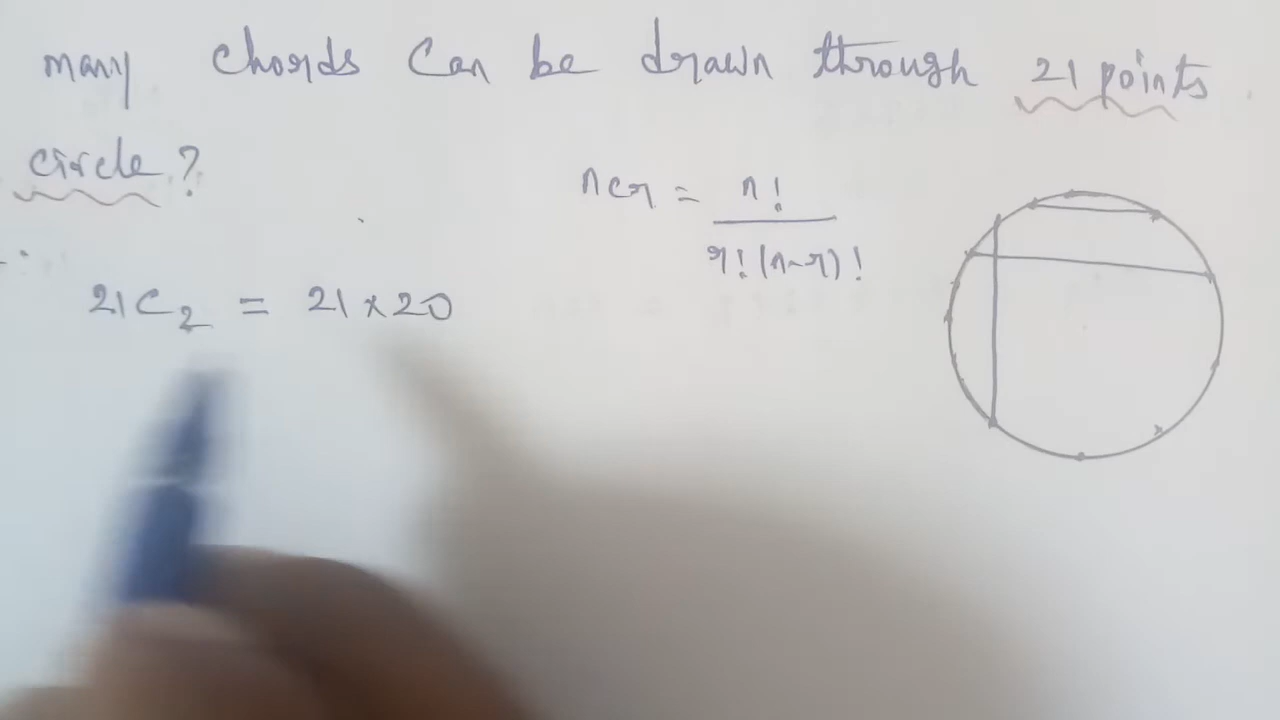 many chords Can be drawn through 21 points
circle?
ncr = n! / r!(n-r)!
21C2 = 21 × 20